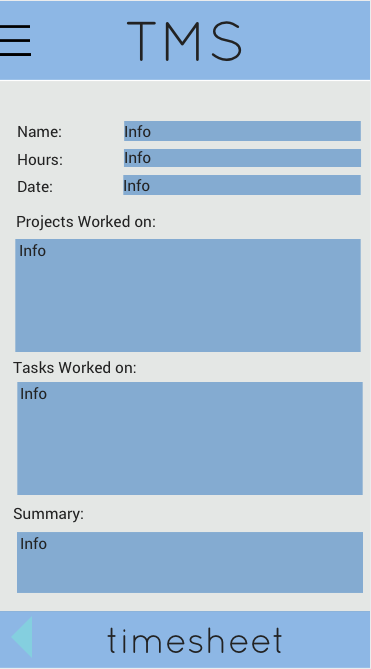 TMS
Name: Info
Hours: Info
Date: Info
Projects Worked on:
Info
Tasks Worked on:
Info
Summary:
Info
timesheet